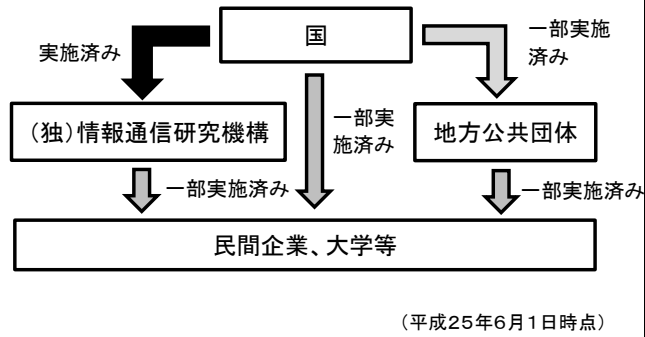 国
実施済み
一部実施
済み
(独)情報通信研究機構
一部実
施済み
地方公共団体
一部実施済み
一部実施済み
民間企業、大学等
(平成25年6月1日時点)